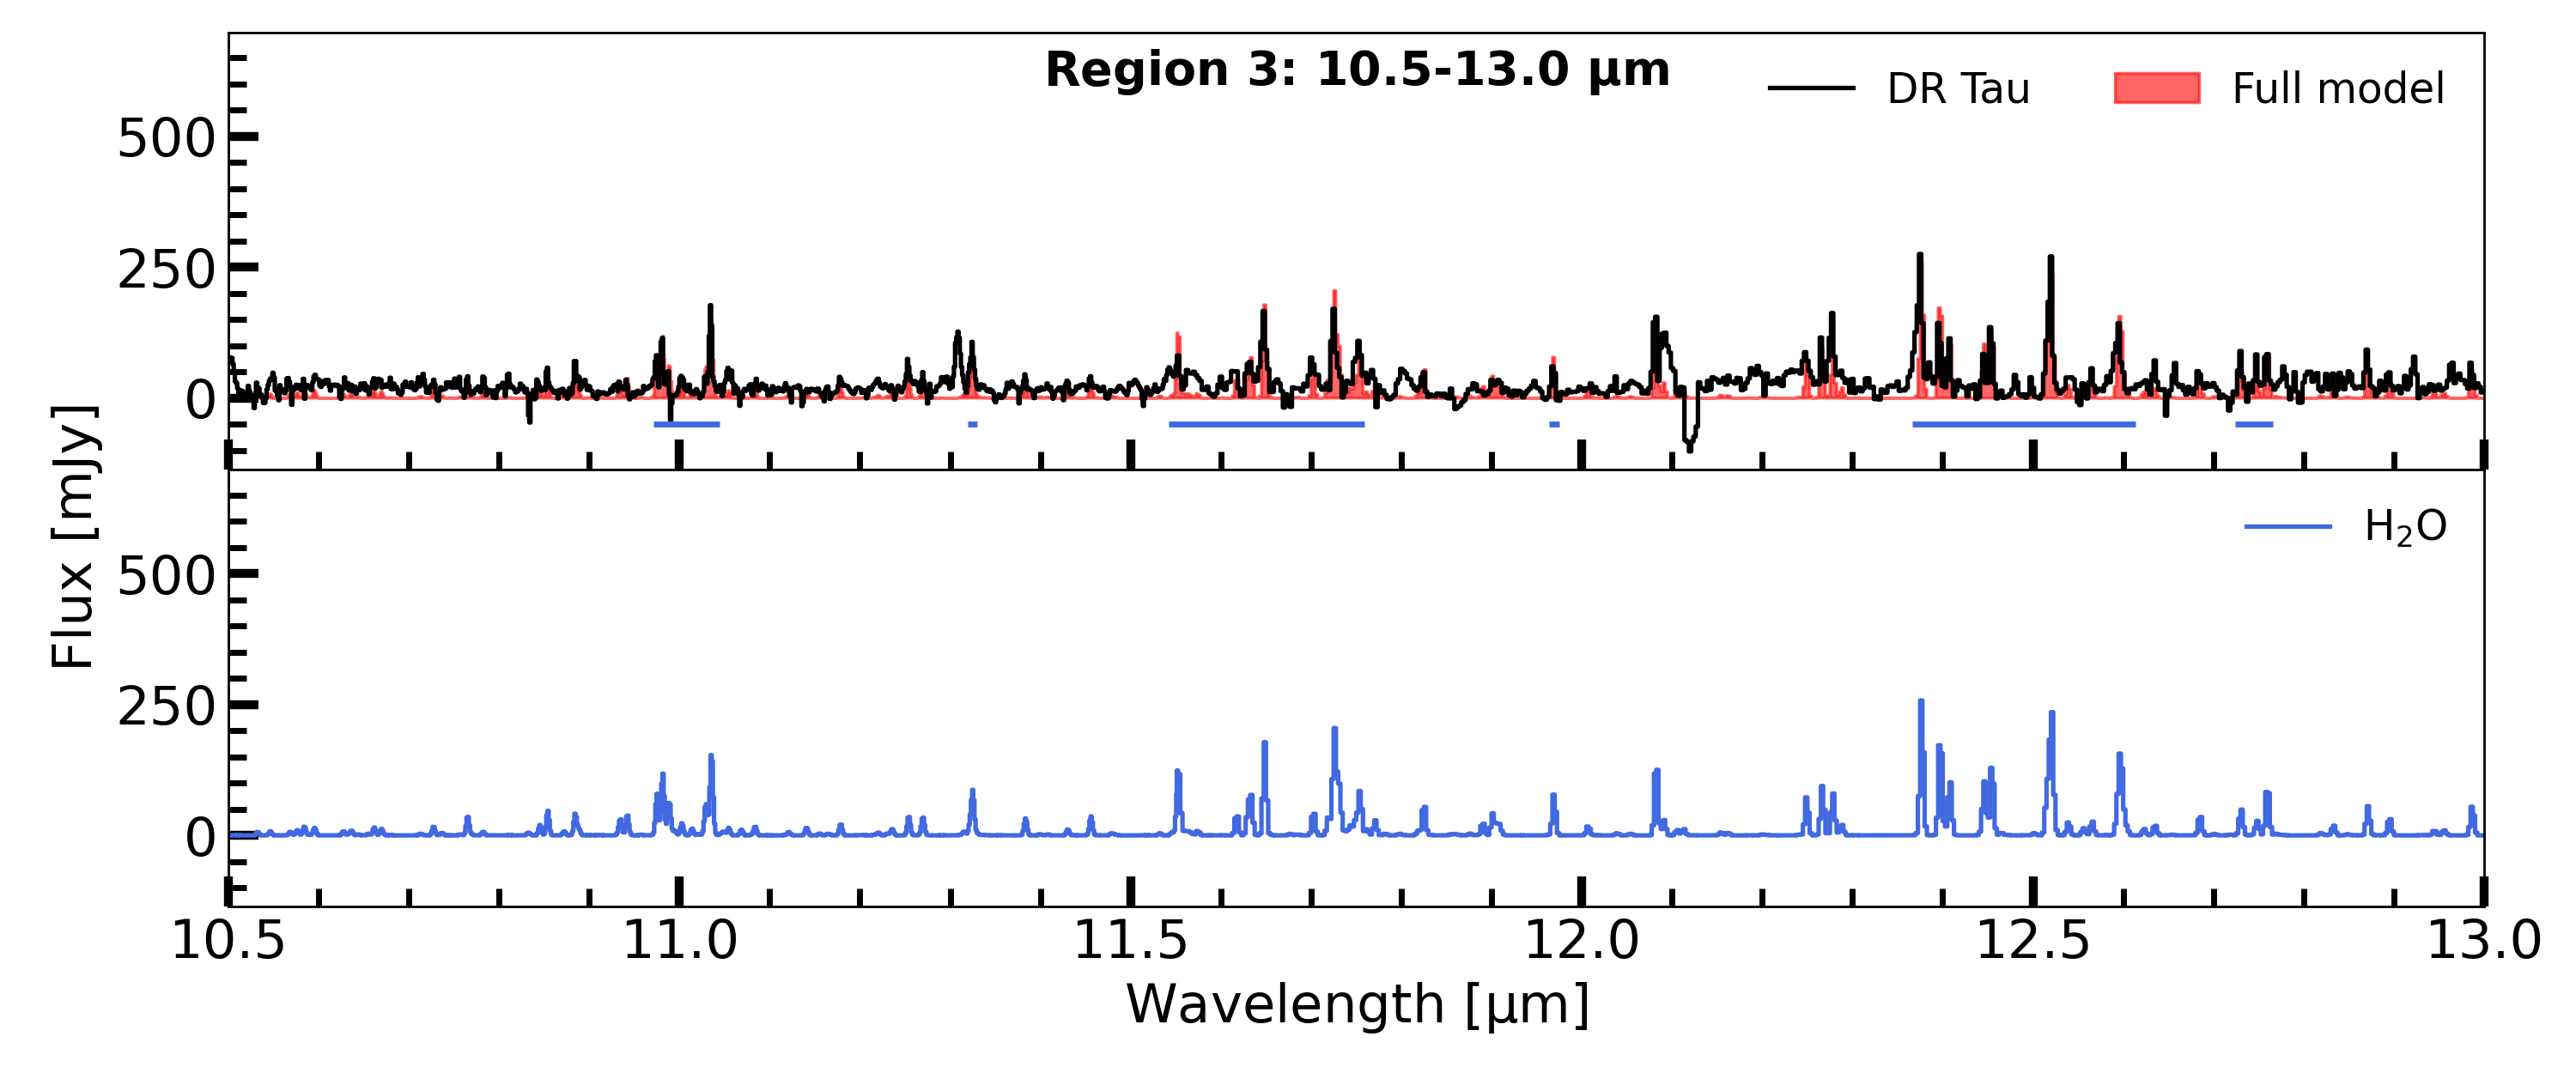 Region 3: 10.5-13.0 μm
DR Tau
Full model
500
250
0
H₂O
500
250
0
Flux [mJy]
10.5 11.0 11.5 12.0 12.5 13.0
Wavelength [μm]